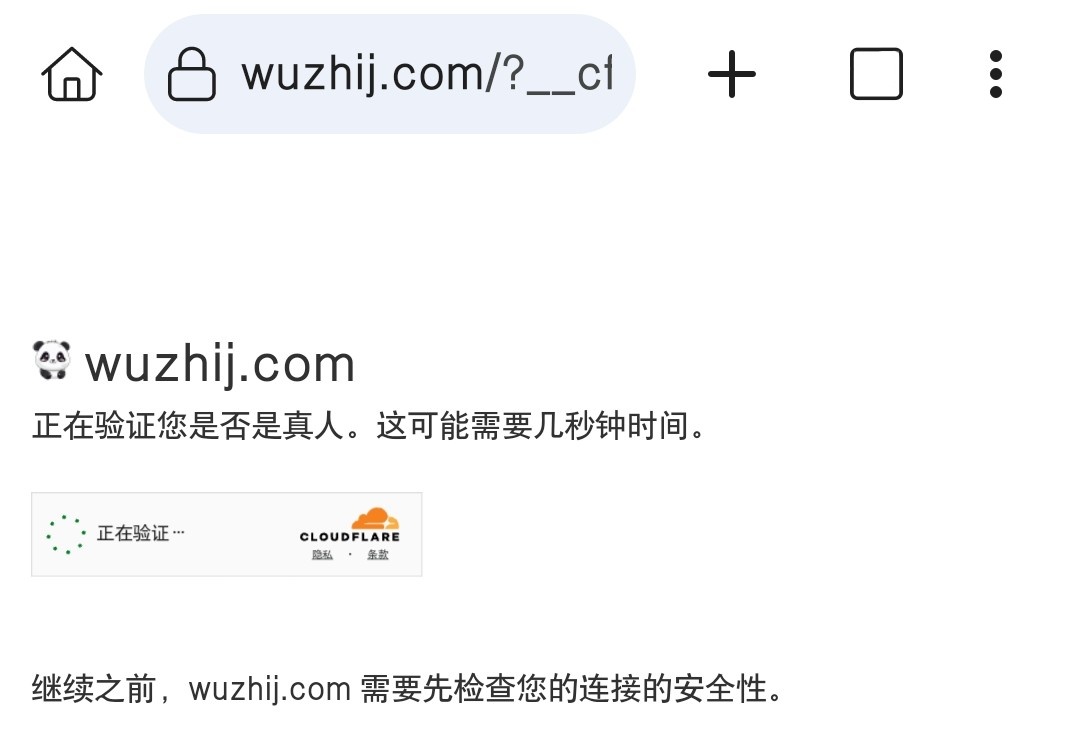 wuzhij.com/?__cf
wuzhij.com
正在验证您是否是真人。这可能需要几秒钟时间。
正在验证···
CLOUDFLARE
隐私 · 条款
继续之前，wuzhij.com 需要先检查您的连接的安全性。